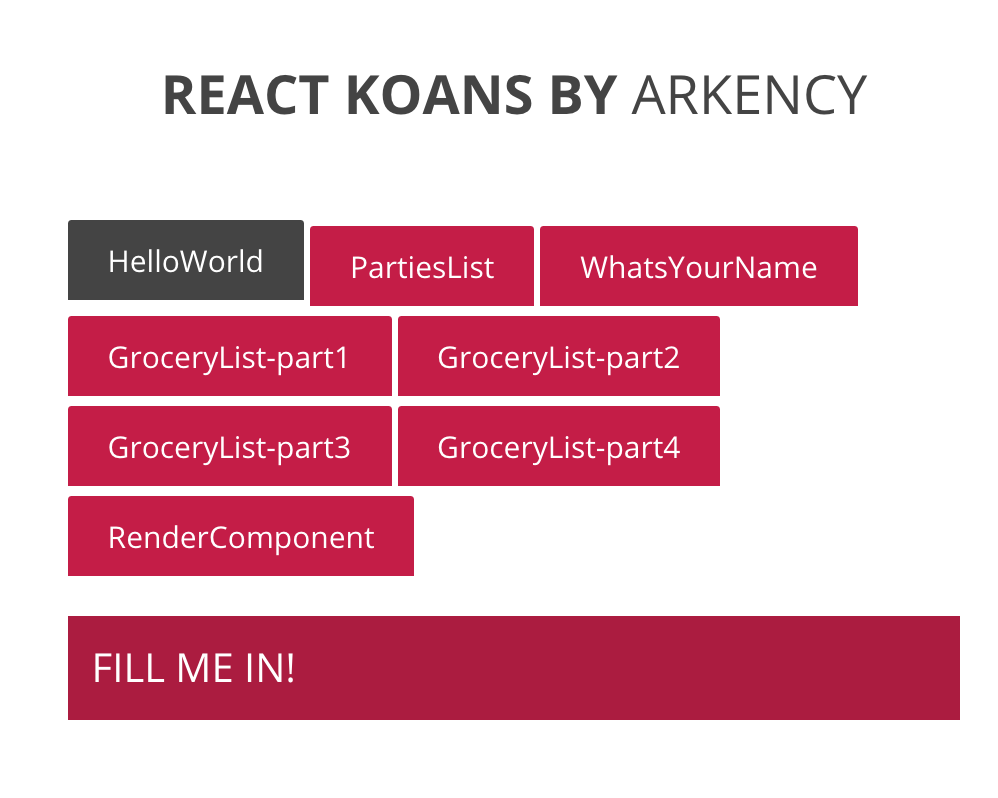 REACT KOANS BY ARKENCY
HelloWorld PartiesList WhatsYourName
GroceryList-part1 GroceryList-part2
GroceryList-part3 GroceryList-part4
RenderComponent
FILL ME IN!